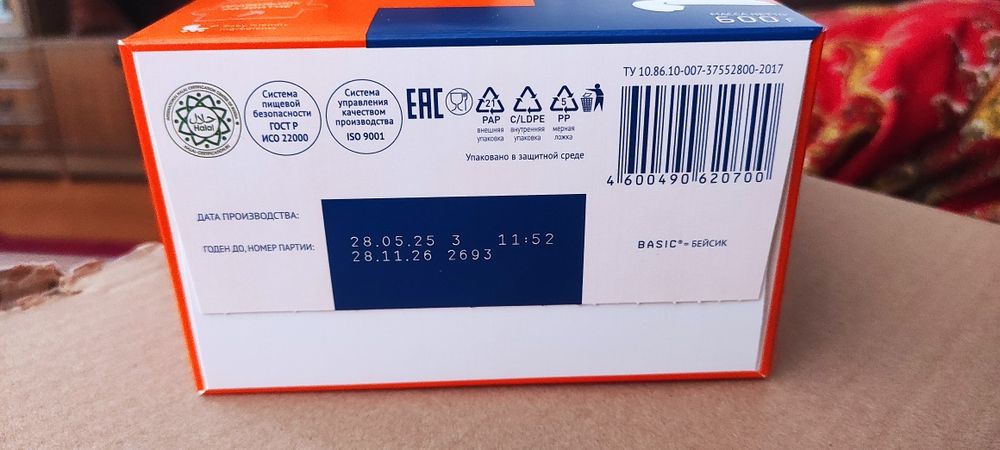 МАССА НЕТТО
600 г
ТУ 10.86.10-007-37552800-2017
Halal
Система
пищевой
безопасности
ГОСТ Р
ИСО 22000
Система
управления
качеством
производства
ISO 9001
EAC
21
PAP
внешняя
упаковка
C/LDPE
внутренняя
упаковка
5
PP
мерная
ложка
Упаковано в защитной среде
4 600490 620700
ДАТА ПРОИЗВОДСТВА:
28.05.25 3 11:52
ГОДЕН ДО, НОМЕР ПАРТИИ:
28.11.26 2693
BASIC®= БЕЙСИК